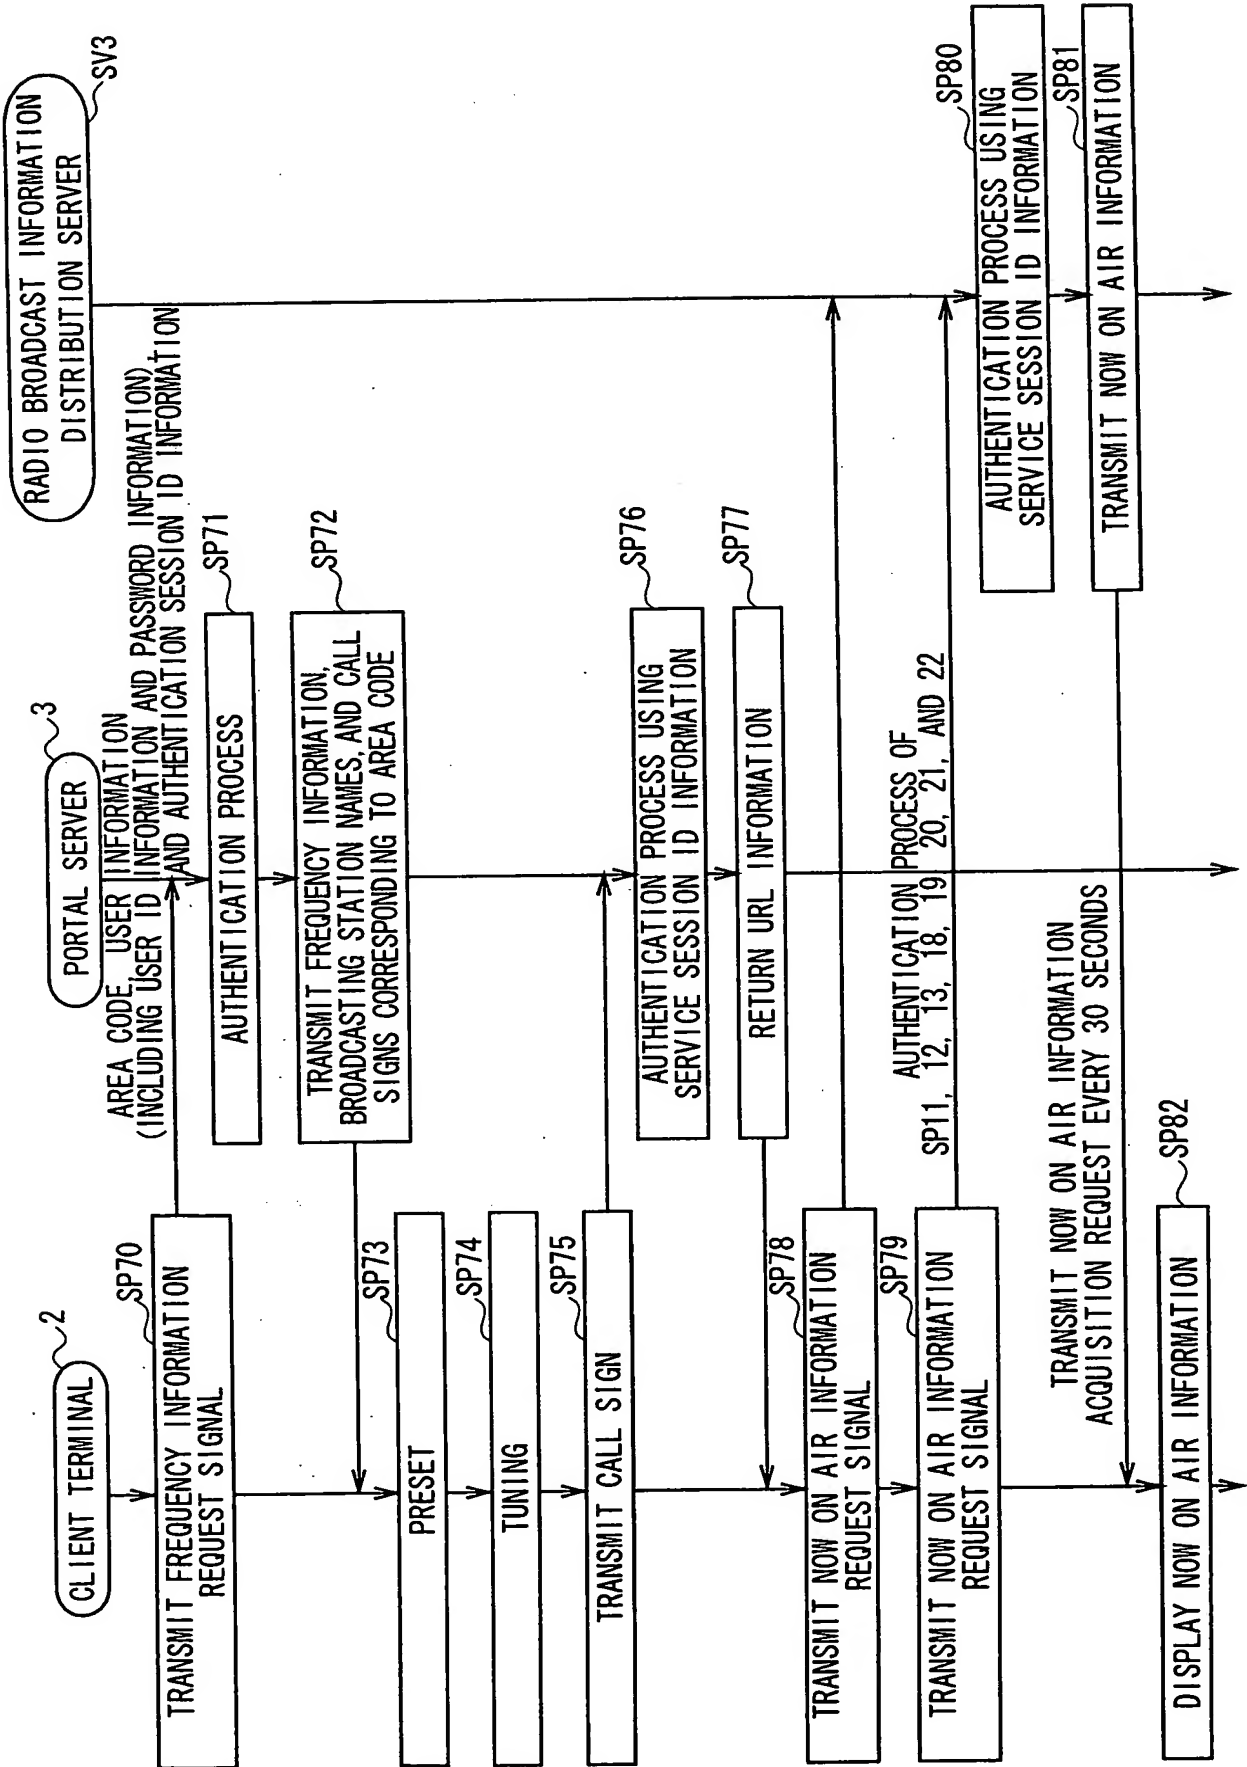 CLIENT TERMINAL
2
PORTAL SERVER
3
RADIO BROADCAST INFORMATION
DISTRIBUTION SERVER
SV3
AREA CODE, USER INFORMATION
(INCLUDING USER ID INFORMATION AND PASSWORD INFORMATION),
AND AUTHENTICATION SESSION ID INFORMATION
SP70
TRANSMIT FREQUENCY INFORMATION
REQUEST SIGNAL
SP71
AUTHENTICATION PROCESS
SP72
TRANSMIT FREQUENCY INFORMATION,
BROADCASTING STATION NAMES, AND CALL
SIGNS CORRESPONDING TO AREA CODE
SP73
PRESET
SP74
TUNING
SP75
TRANSMIT CALL SIGN
SP76
AUTHENTICATION PROCESS USING
SERVICE SESSION ID INFORMATION
SP77
RETURN URL INFORMATION
SP78
TRANSMIT NOW ON AIR INFORMATION
REQUEST SIGNAL
AUTHENTICATION PROCESS OF
SP11, 12, 13, 18, 19, 20, 21, AND 22
SP79
TRANSMIT NOW ON AIR INFORMATION
REQUEST SIGNAL
SP80
AUTHENTICATION PROCESS USING
SERVICE SESSION ID INFORMATION
SP81
TRANSMIT NOW ON AIR INFORMATION
TRANSMIT NOW ON AIR INFORMATION
ACQUISITION REQUEST EVERY 30 SECONDS
SP82
DISPLAY NOW ON AIR INFORMATION